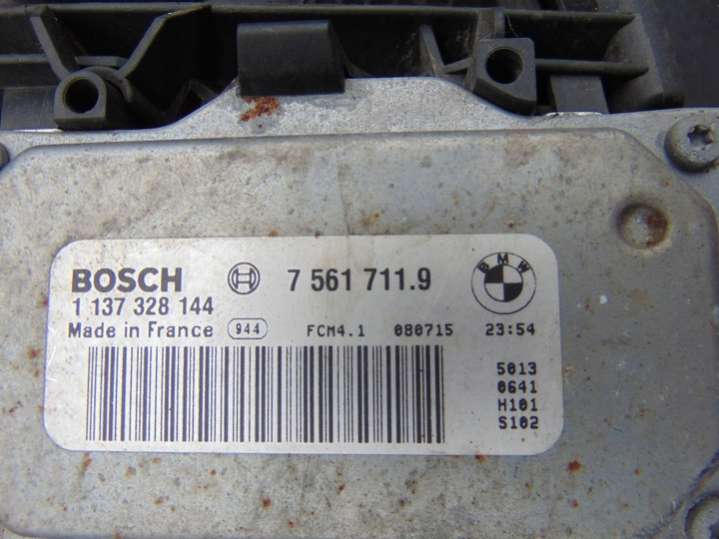 BOSCH 7 561 711.9 BMW
1 137 328 144
Made in France 944 FCM4.1 080715 23:54
5013
0641
H101
S102